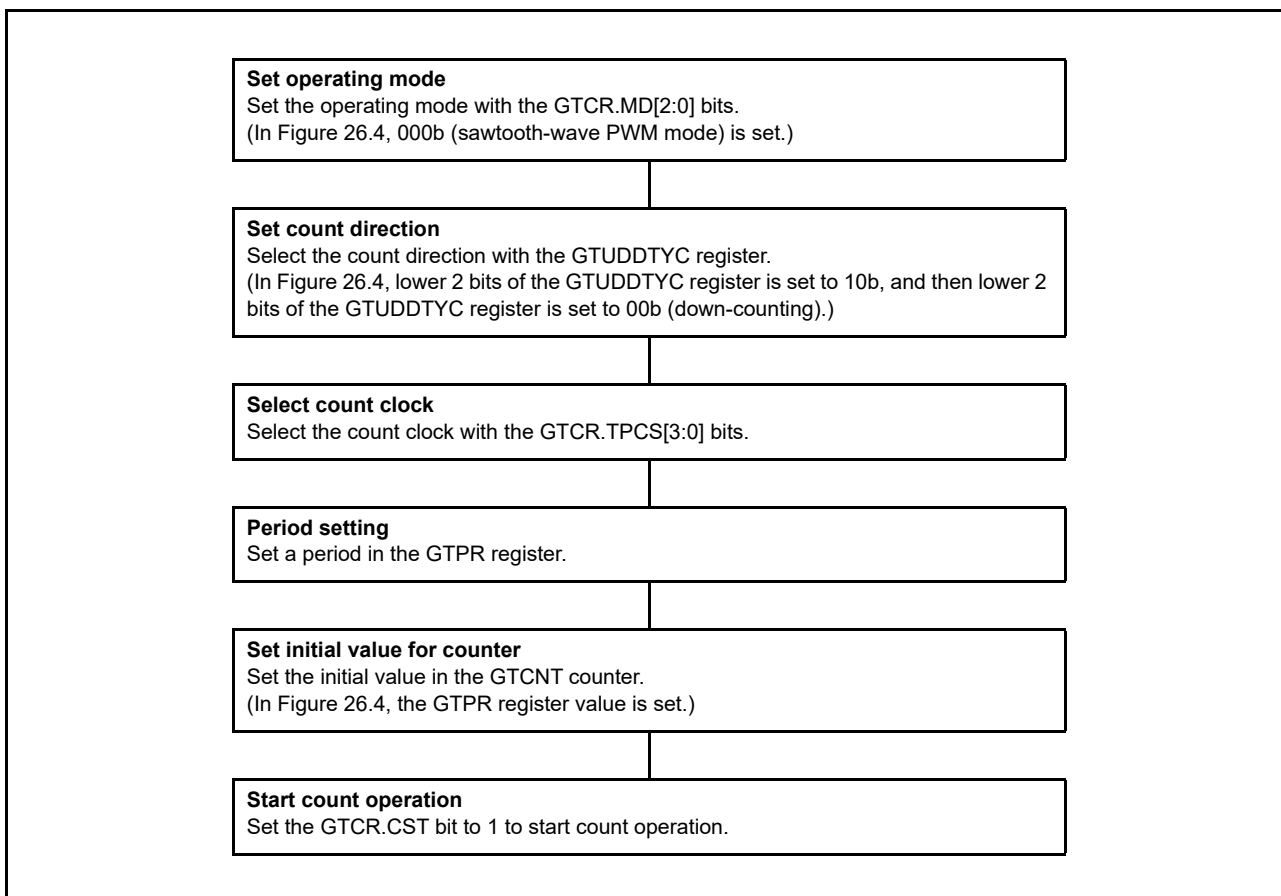 Set operating mode
Set the operating mode with the GTCR.MD[2:0] bits.
(In Figure 26.4, 000b (sawtooth-wave PWM mode) is set.)
Set count direction
Select the count direction with the GTUDDTYC register.
(In Figure 26.4, lower 2 bits of the GTUDDTYC register is set to 10b, and then lower 2
bits of the GTUDDTYC register is set to 00b (down-counting).)
Select count clock
Select the count clock with the GTCR.TPCS[3:0] bits.
Period setting
Set a period in the GTPR register.
Set initial value for counter
Set the initial value in the GTCNT counter.
(In Figure 26.4, the GTPR register value is set.)
Start count operation
Set the GTCR.CST bit to 1 to start count operation.